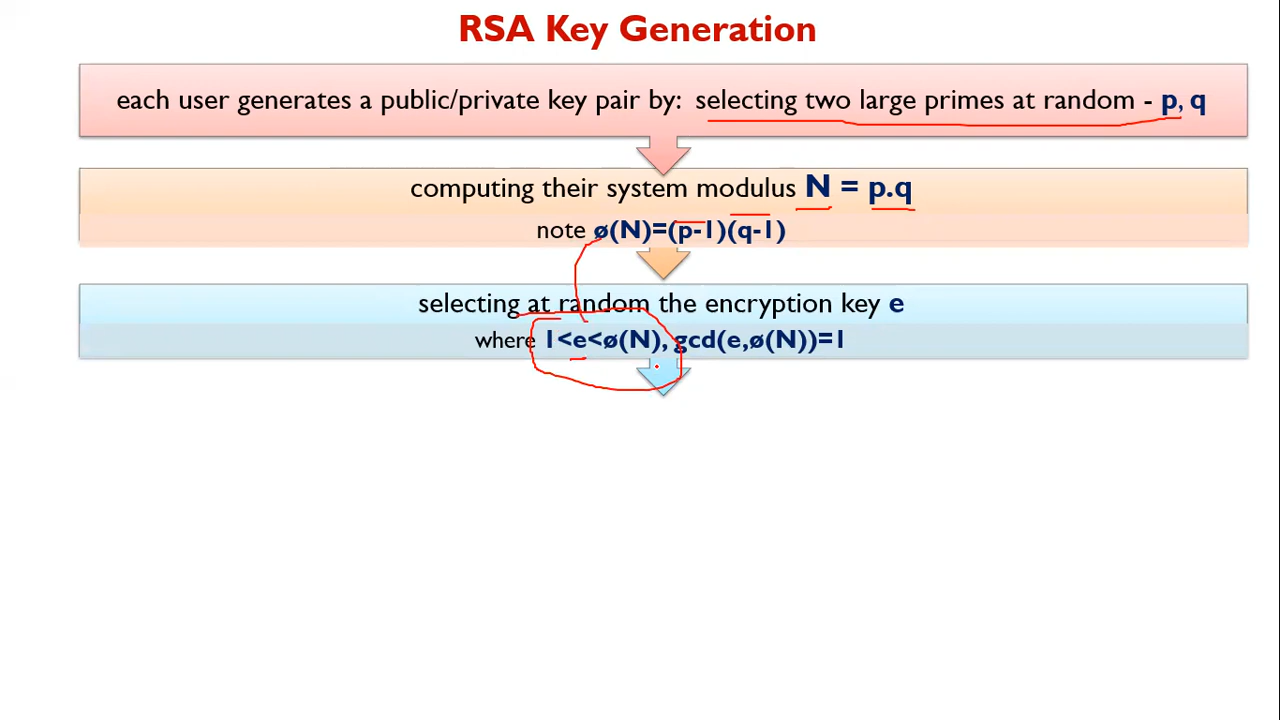 RSA Key Generation
each user generates a public/private key pair by: selecting two large primes at random - p, q
computing their system modulus N = p.q
note ø(N)=(p-1)(q-1)
selecting at random the encryption key e
where 1<e<ø(N), gcd(e,ø(N))=1